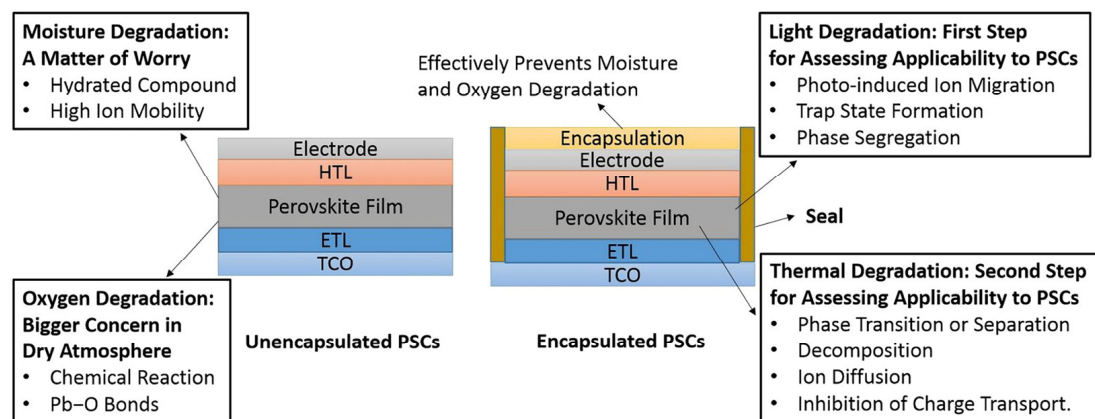 Moisture Degradation:
A Matter of Worry
• Hydrated Compound
• High Ion Mobility
Electrode
HTL
Perovskite Film
ETL
TCO
Oxygen Degradation:
Bigger Concern in
Dry Atmosphere
• Chemical Reaction
• Pb–O Bonds
Unencapsulated PSCs
Effectively Prevents Moisture
and Oxygen Degradation
Encapsulation
Electrode
HTL
Perovskite Film
ETL
TCO
Encapsulated PSCs
Seal
Light Degradation: First Step
for Assessing Applicability to PSCs
• Photo-induced Ion Migration
• Trap State Formation
• Phase Segregation
Thermal Degradation: Second Step
for Assessing Applicability to PSCs
• Phase Transition or Separation
• Decomposition
• Ion Diffusion
• Inhibition of Charge Transport.